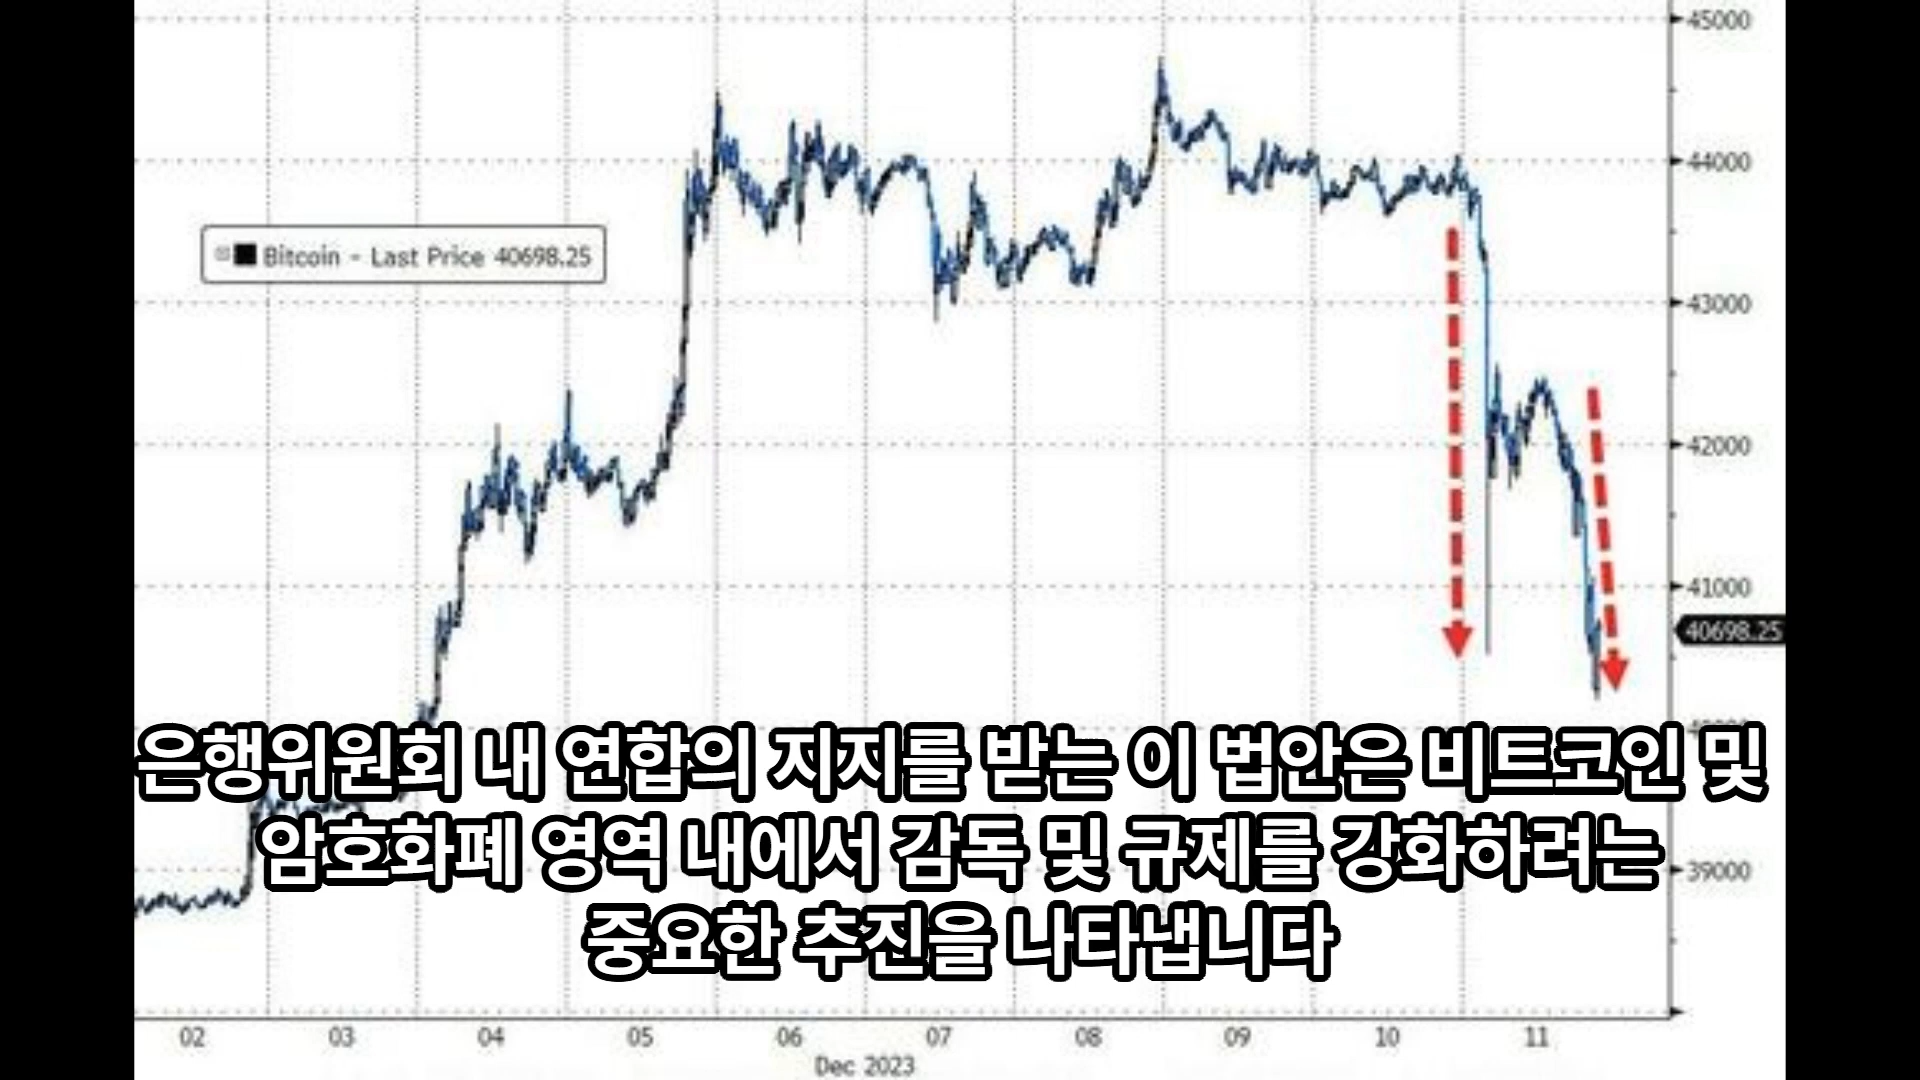 45000
44000
Bitcoin - Last Price 40698.25
43000
42000
41000
40698.25
은행위원회 내 연합의 지지를 받는 이 법안은 비트코인 및
암호화폐 영역 내에서 감독 및 규제를 강화하려는
39000
중요한 추진을 나타냅니다
02 03 04 05 06 07 08 09 10 11
Dec 2023